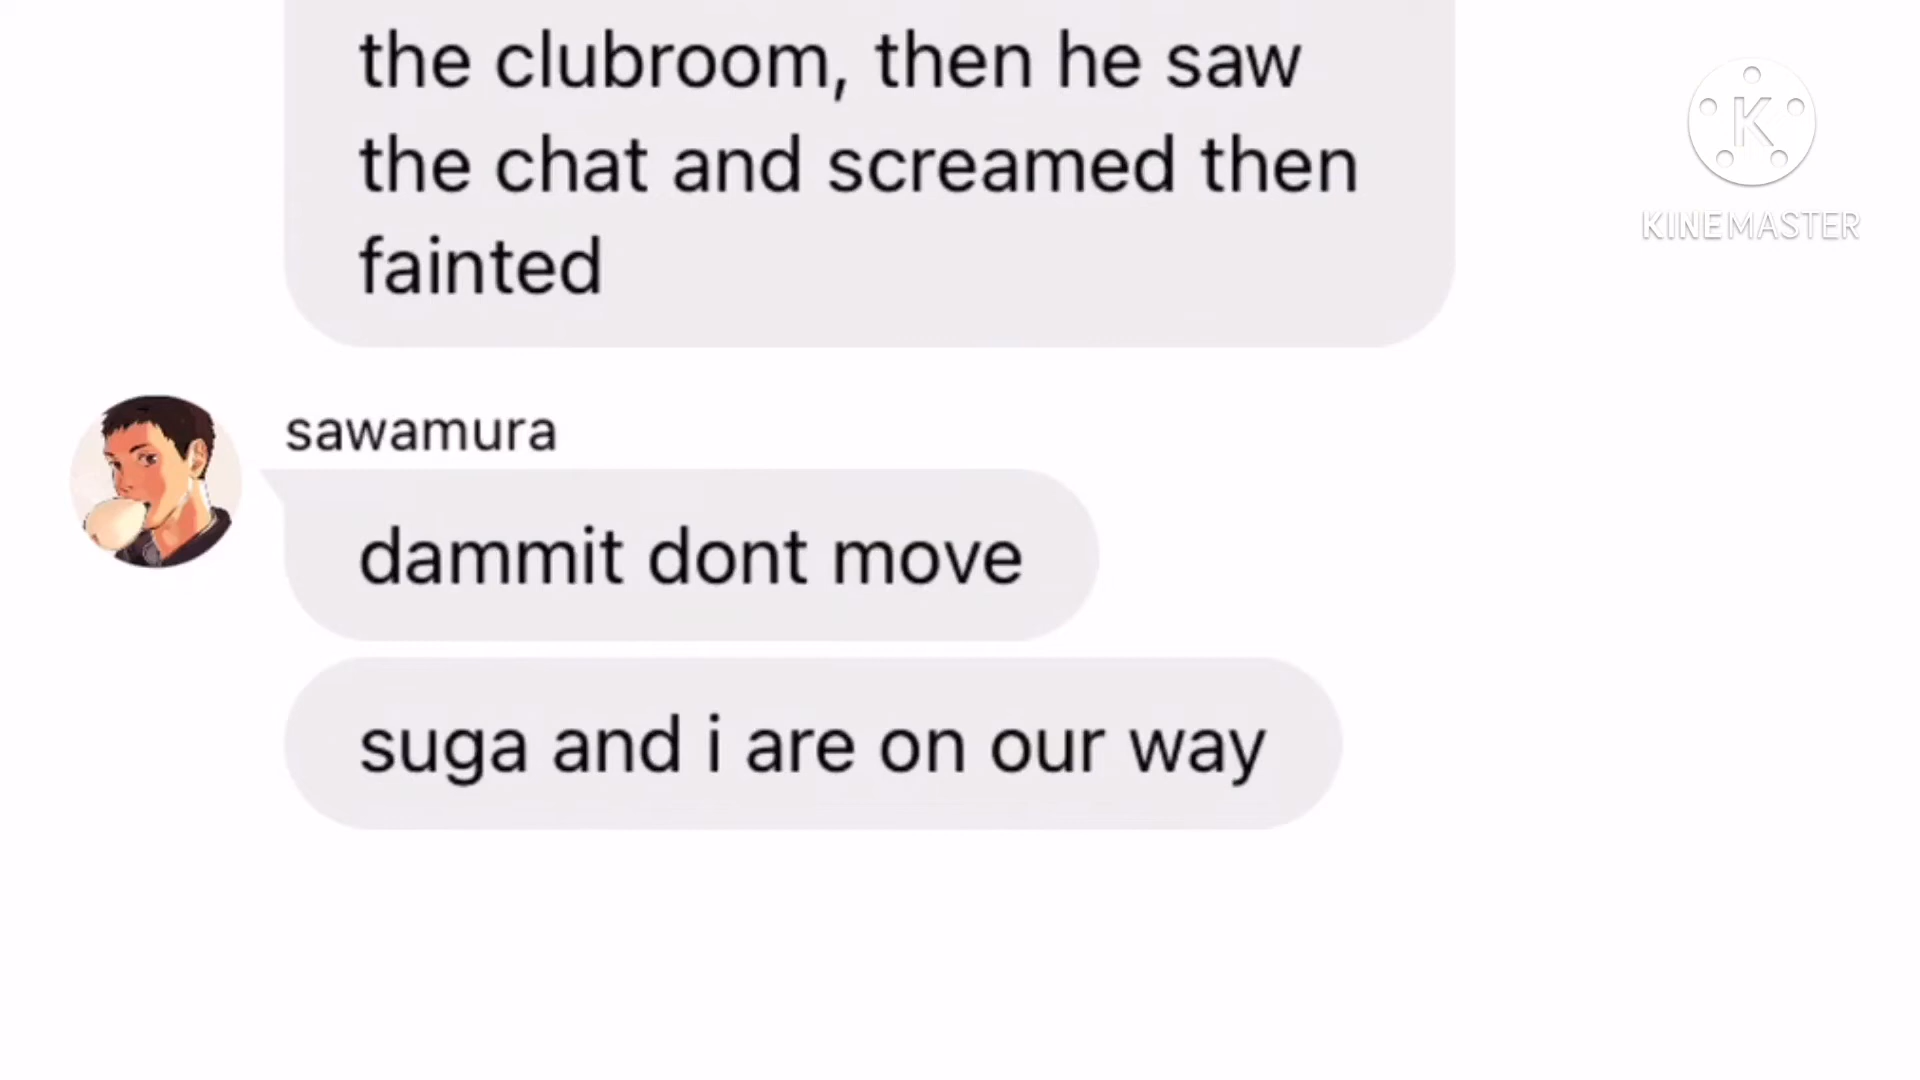 the clubroom, then he saw
the chat and screamed then
fainted
K
KINEMASTER
sawamura
dammit dont move
suga and i are on our way